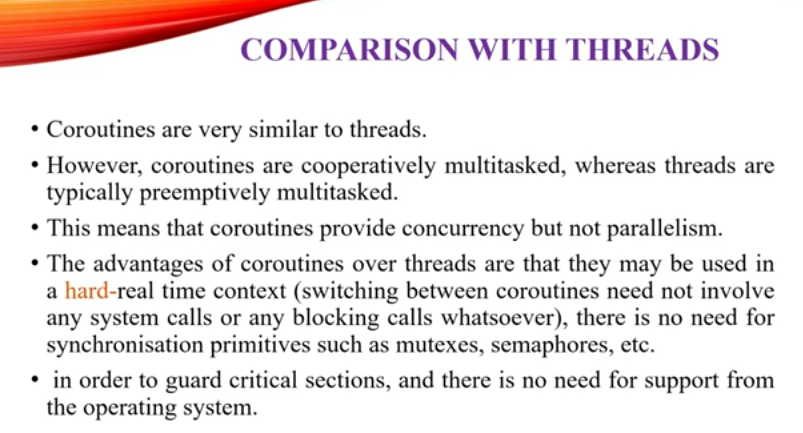 COMPARISON WITH THREADS
• Coroutines are very similar to threads.
• However, coroutines are cooperatively multitasked, whereas threads are
typically preemptively multitasked.
• This means that coroutines provide concurrency but not parallelism.
• The advantages of coroutines over threads are that they may be used in
a hard-real time context (switching between coroutines need not involve
any system calls or any blocking calls whatsoever), there is no need for
synchronisation primitives such as mutexes, semaphores, etc.
• in order to guard critical sections, and there is no need for support from
the operating system.